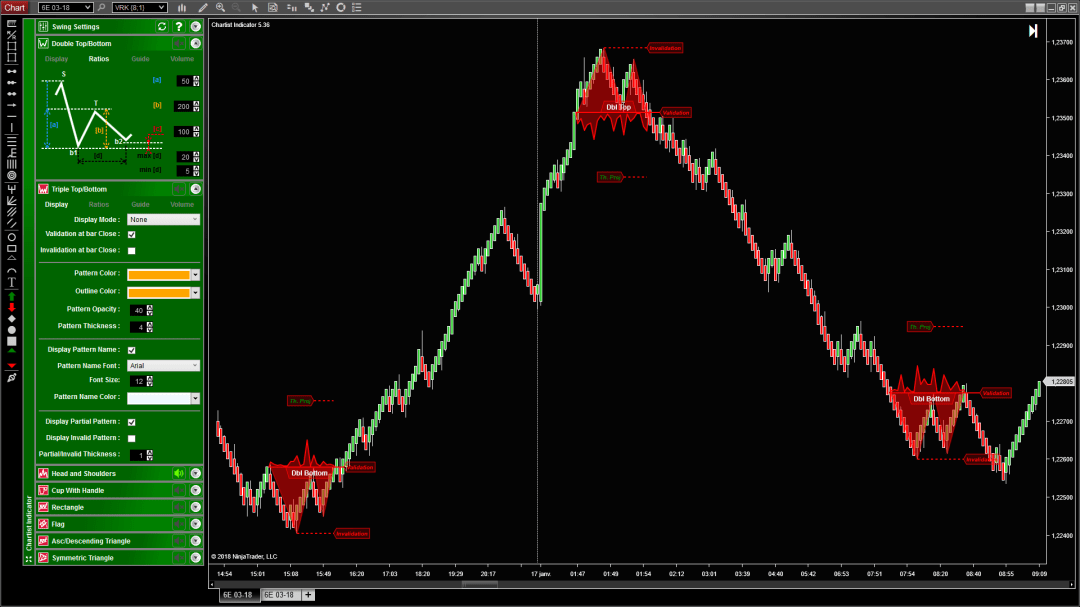 Chart 6E 03-18 VRK (8;1)
Swing Settings ?
Double Top/Bottom
Display Ratios Guide Volume
S
[a] 50
T [b] 200
[a] [b] [c] 100
b1 b2
[d] max [d] 20
min [d] 5
Triple Top/Bottom
Display Ratios Guide Volume
Display Mode : None
Validation at bar Close :
Invalidation at bar Close :
Pattern Color :
Outline Color :
Pattern Opacity : 40
Pattern Thickness : 4
Display Pattern Name :
Pattern Name Font : Arial
Font Size: 12
Pattern Name Color :
Display Partial Pattern :
Display Invalid Pattern :
Partial/Invalid Thickness : 1
Head and Shoulders
Cup With Handle
Rectangle
Flag
Asc/Descending Triangle
Symmetric Triangle
Chartist Indicator
Chartist Indicator 5.36
Invalidation
Dbl Top
Validation
Th. Prq
Th. Prq
Dbl Bottom
Validation
Invalidation
Th. Prq
Validation
Dbl Bottom
Invalidation
1,23700
1,23600
1,23500
1,23400
1,23300
1,23200
1,23100
1,23000
1,22900
1,22805
1,22700
1,22600
1,22500
1,22400
© 2018 NinjaTrader, LLC
14:54 15:01 15:08 15:49 16:20 17:03 18:20 19:29 20:17 17 janv. 01:47 01:49 01:54 02:12 03:01 03:39 04:40 05:42 06:53 07:51 07:54 08:20 08:40 08:55 09:09
6E 03-18 6E 03-18 +